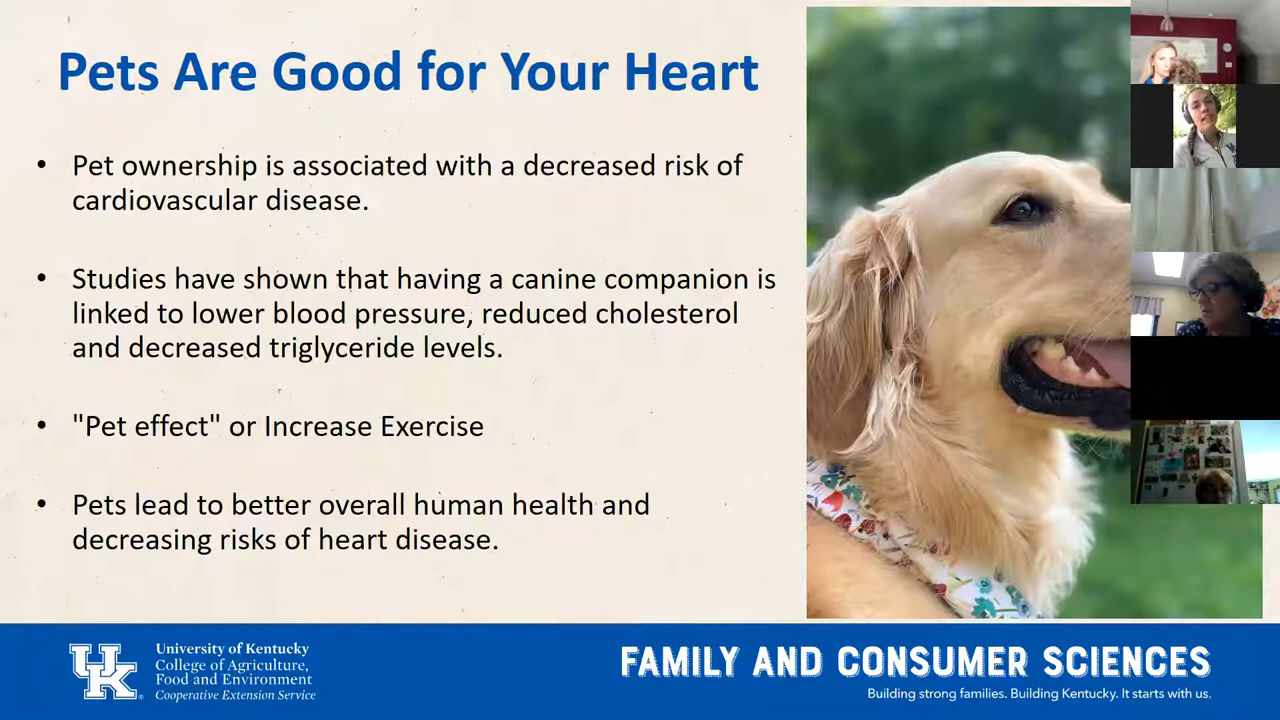 Pets Are Good for Your Heart
• Pet ownership is associated with a decreased risk of
cardiovascular disease.
• Studies have shown that having a canine companion is
linked to lower blood pressure, reduced cholesterol
and decreased triglyceride levels.
• "Pet effect" or Increase Exercise
• Pets lead to better overall human health and
decreasing risks of heart disease.
UK
University of Kentucky
College of Agriculture,
Food and Environment
Cooperative Extension Service
FAMILY AND CONSUMER SCIENCES
Building strong families. Building Kentucky. It starts with us.